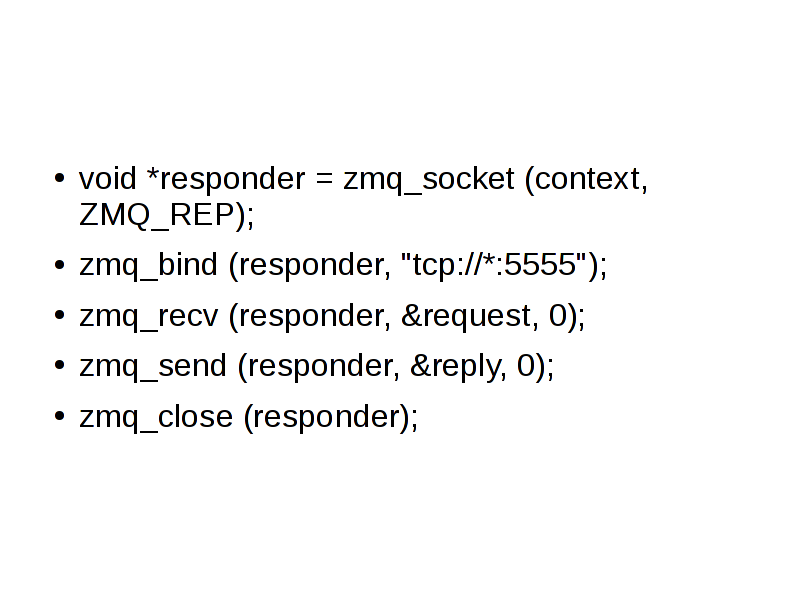 • void *responder = zmq_socket (context,
ZMQ_REP);
• zmq_bind (responder, "tcp://*:5555");
• zmq_recv (responder, &request, 0);
• zmq_send (responder, &reply, 0);
• zmq_close (responder);